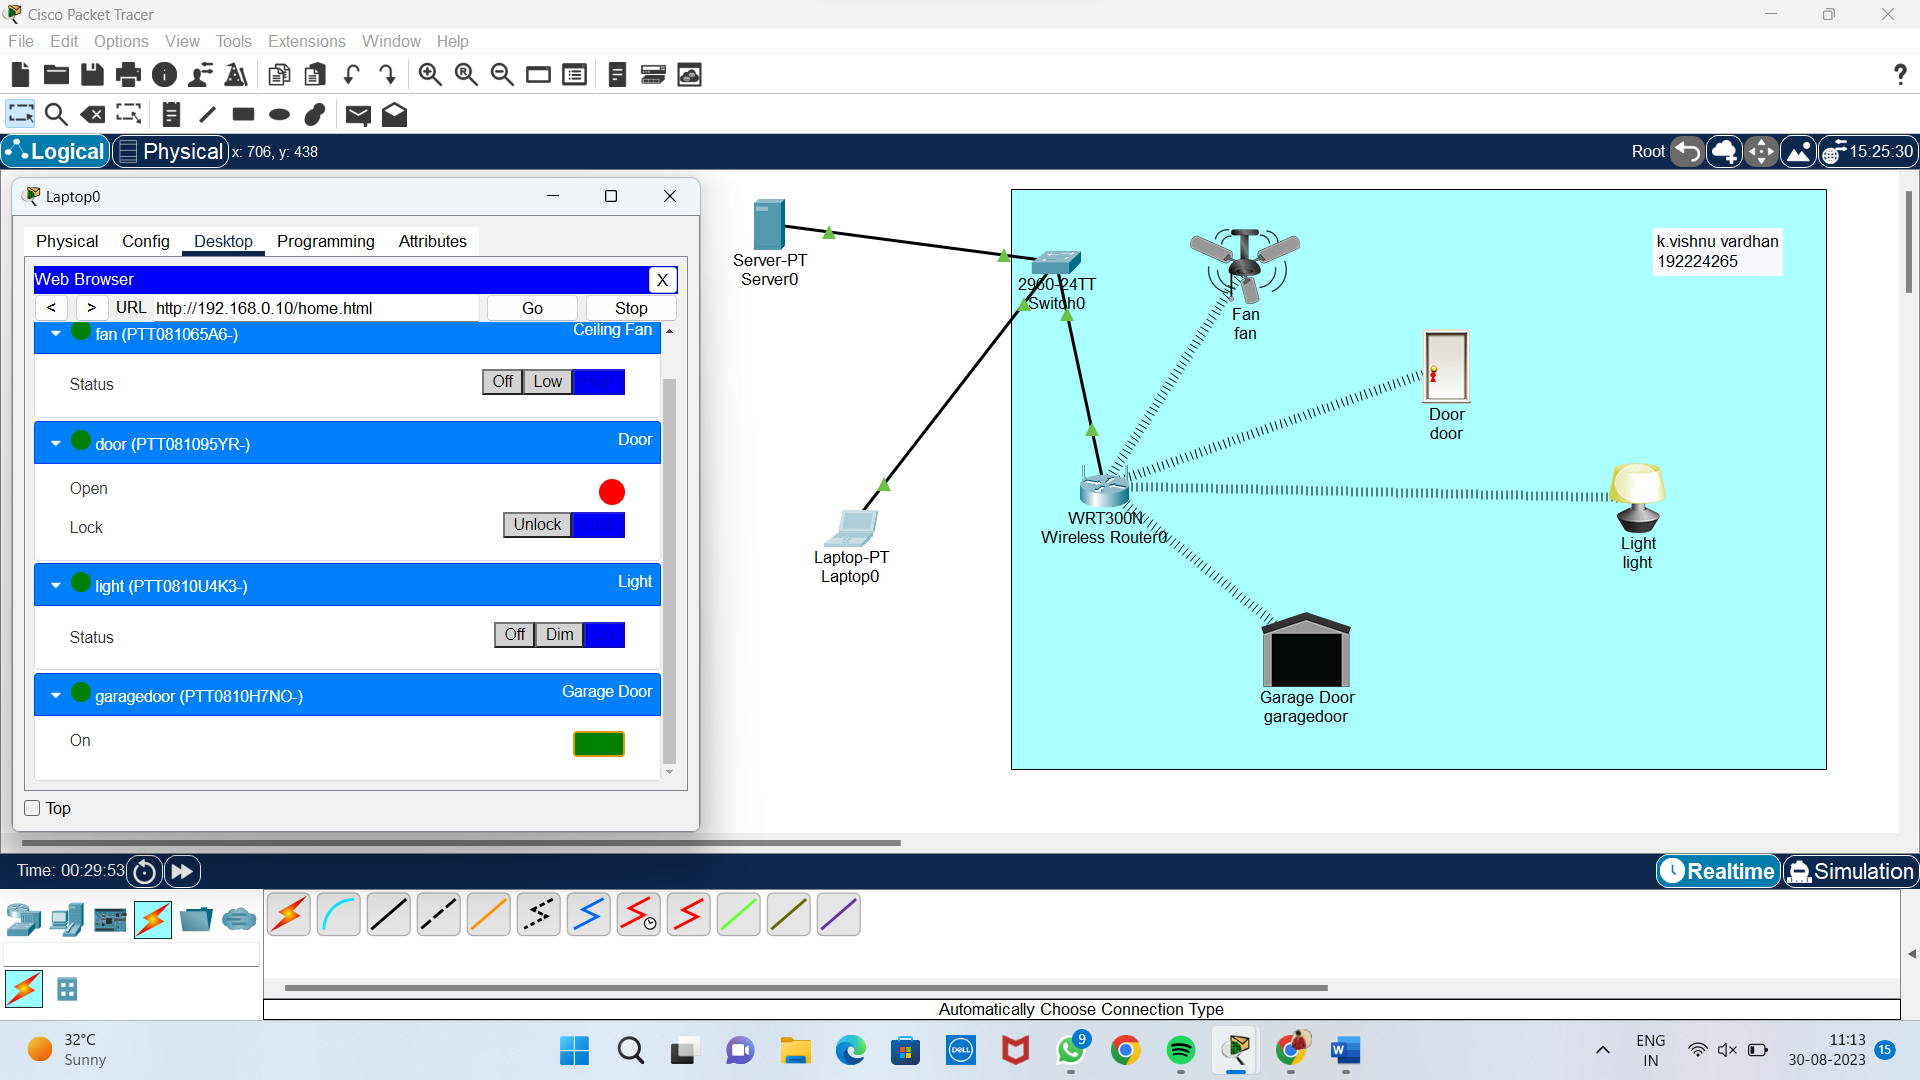 Cisco Packet Tracer
File Edit Options View Tools Extensions Window Help
Logical Physical x: 706, y: 438
Root 15:25:30
Laptop0
Physical Config Desktop Programming Attributes
Web Browser X
< > URL http://192.168.0.10/home.html Go Stop
fan (PTT081065A6-) Ceiling Fan
Status Off Low
door (PTT081095YR-) Door
Open
Lock Unlock
light (PTT0810U4K3-) Light
Status Off Dim
garagedoor (PTT0810H7NO-) Garage Door
On
Top
Server-PT
Server0
2960-24TT
Switch0
Laptop-PT
Laptop0
WRT300N
Wireless Router0
Fan
fan
Door
door
Light
light
Garage Door
garagedoor
k.vishnu vardhan
192224265
Time: 00:29:53
Realtime Simulation
Automatically Choose Connection Type
32°C
Sunny
DELL
9
W
ENG
IN
11:13
30-08-2023
15